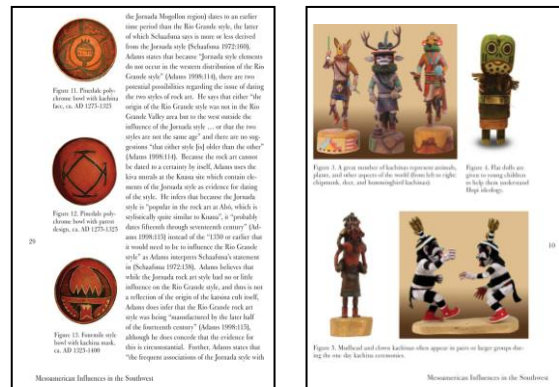 the Jornada Mogollon region) dates to an earlier
time period than the Rio Grande style, the latter
of which Schaafsma says is more or less derived
from the Jornada style (Schaafsma 1972:160).
Adams states that because "Jornada style elements
do not occur in the western distribution of the Rio
Grande style" (Adams 1998:114), there are two
potential possibilities regarding the issue of dating
the two styles of rock art. He says that either "the
origin of the Rio Grande style was not in the Rio
Grande Valley area but to the west outside the
influence of the Jornada style ... or that the two
styles are not the same age" and there are no sug-
gestions "that either style [is] older than the other"
(Adams 1998:114). Because the rock art cannot
be dated to a certainty by itself, Adams uses the
kiva murals at the Kuaua site which contain ele-
ments of the Jornada style as evidence for dating
of the style. He infers that because the Jornada
style is "popular in the rock art at Abó, which is
stylistically quite similar to Kuaua", it "probably
dates fifteenth through seventeenth century" (Ad-
ams 1998:115) instead of the "1350 or earlier that
it would need to be to influence the Rio Grande
style" as Adams interprets Schaafsma's statement
in (Schaafsma 1972:138). Adams believes that
while the Jornada rock art style had no or little
influence on the Rio Grande style, and thus is not
a reflection of the origin of the katsina cult itself,
Adams does infer that the Rio Grande rock art
style was being "manufactured by the later half
of the fourteenth century" (Adams 1998:115),
although he does concede that the evidence for
this is circumstantial. Further, Adams states that
"the frequent associations of the Jornada style with
Figure 11. Pinedale poly-
chrome bowl with kachina
face, ca. AD 1275-1325
Figure 12. Pinedale poly-
chrome bowl with parrot
design, ca. AD 1275-1325
29
Figure 13. Fourmile style
bowl with kachina mask,
ca. AD 1325-1400
Mesoamerican Influences in the Southwest
Figure 3. A great number of kachinas represent animals,
plants, and other aspects of the world (from left to right:
chipmunk, deer, and hummingbird kachinas).
Figure 4. Flat dolls are
given to young children
to help them understand
Hopi ideology.
10
Figure 5. Mudhead and clown kachinas often appear in pairs or larger groups dur-
ing the one day kachina ceremonies.
Mesoamerican Influences in the Southwest